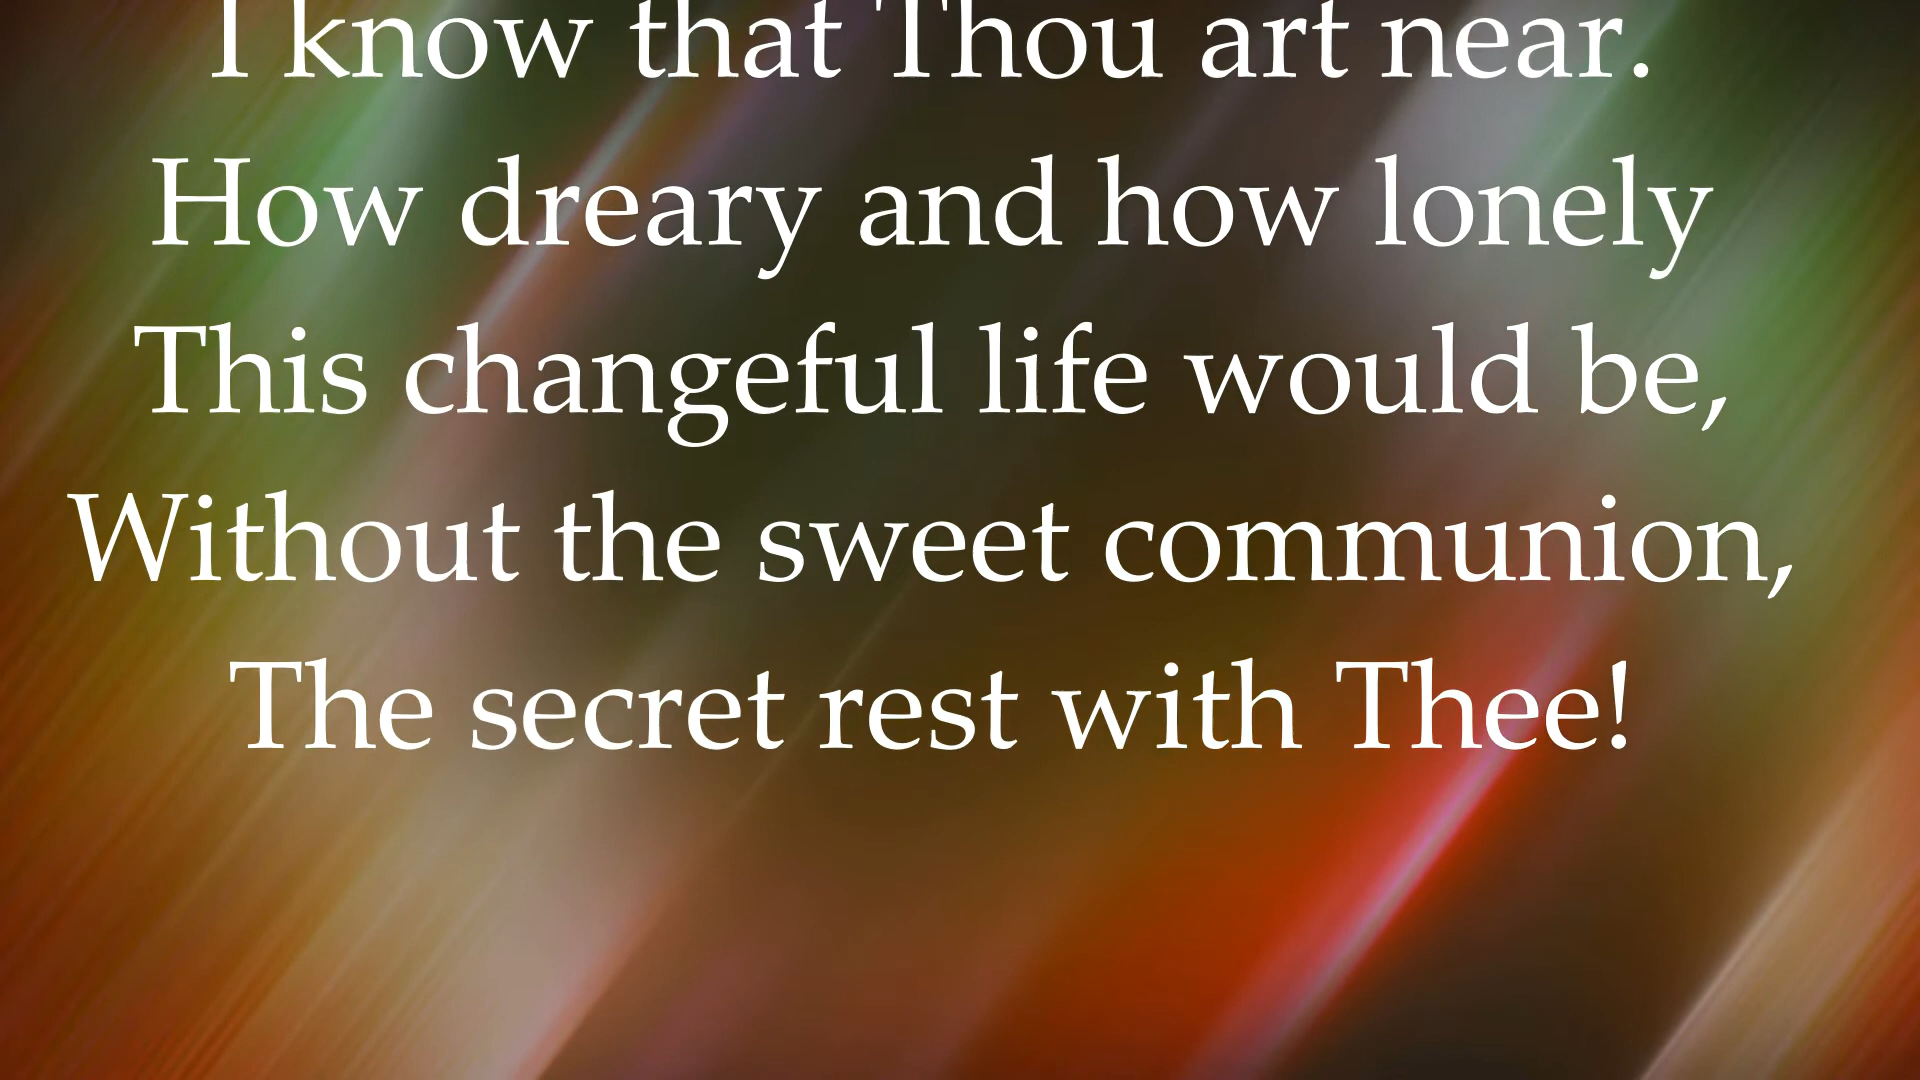 I know that Thou art near.
How dreary and how lonely
This changeful life would be,
Without the sweet communion,
The secret rest with Thee!